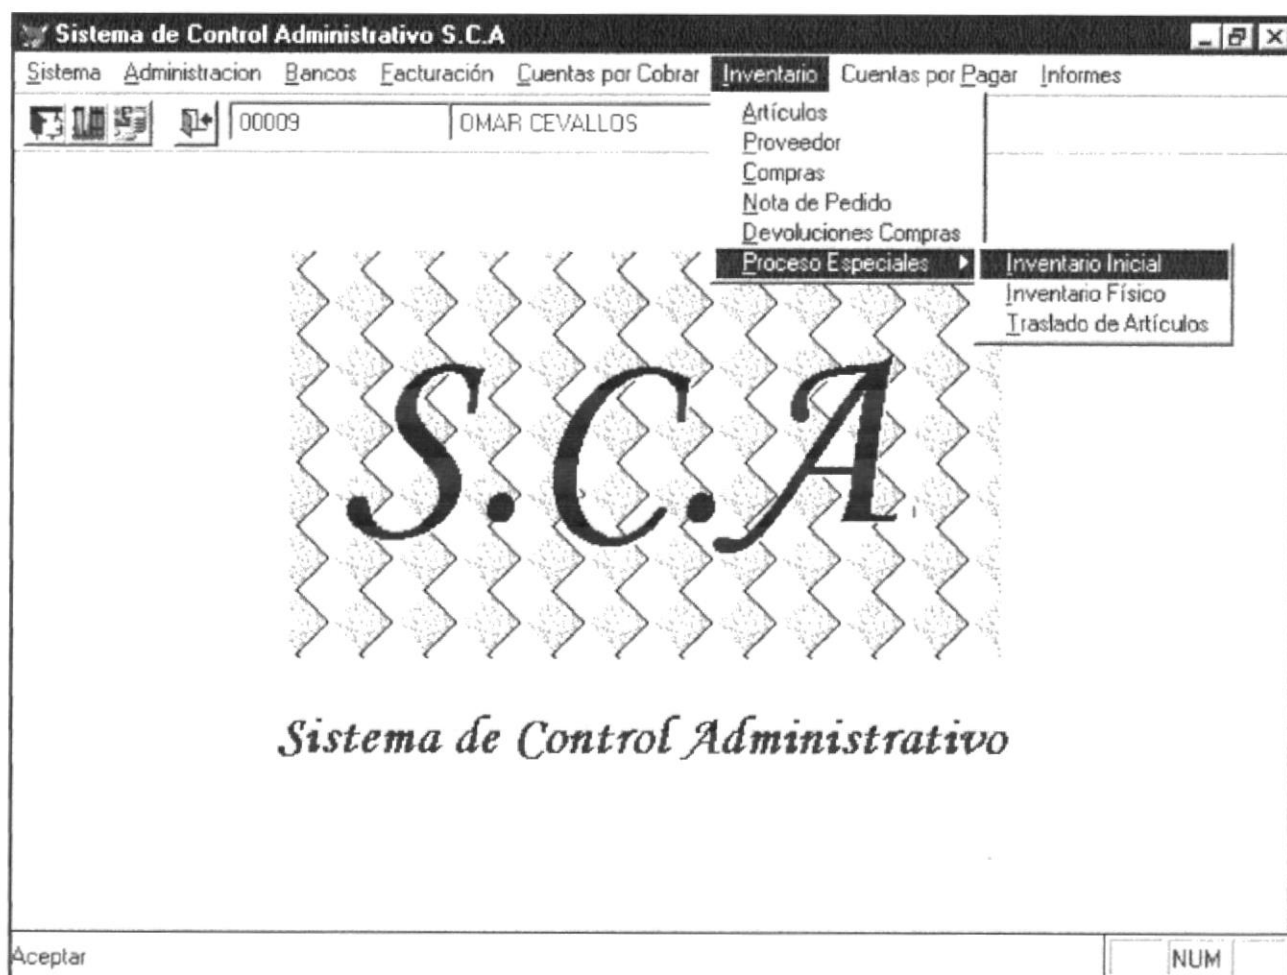 Sistema de Control Administrativo S.C.A
Sistema Administracion Bancos Facturación Cuentas por Cobrar Inventario Cuentas por Pagar Informes
00009 OMAR CEVALLOS
Artículos
Proveedor
Compras
Nota de Pedido
Devoluciones Compras
Proceso Especiales
Inventario Inicial
Inventario Físico
Traslado de Artículos
S.C.A
Sistema de Control Administrativo
Aceptar NUM